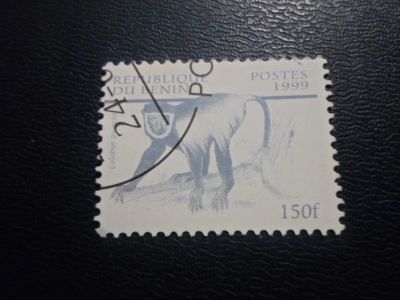 REPUBLIQUE
DU BENIN
POSTES
1999
150f